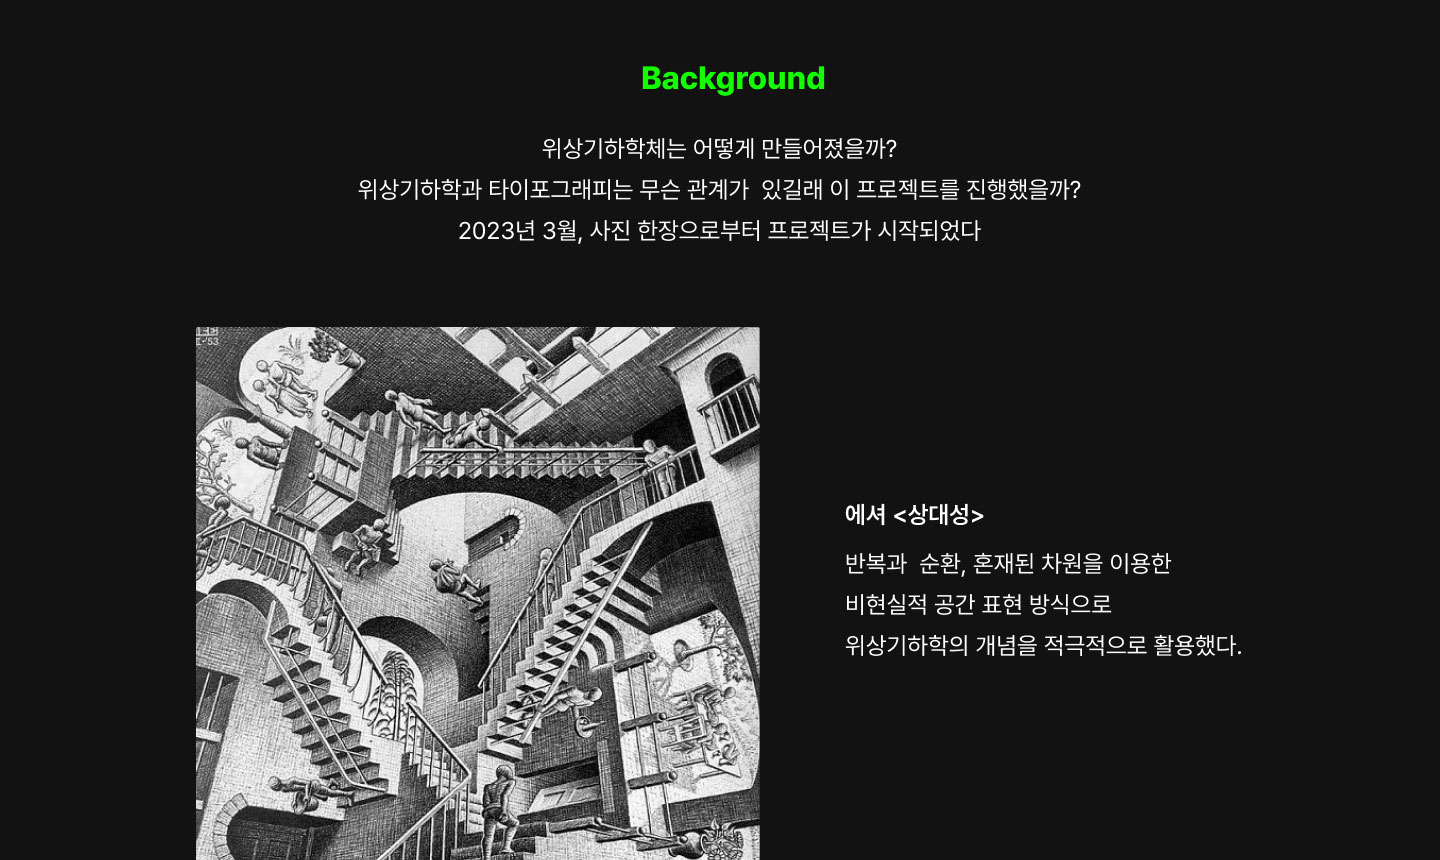 Background
위상기하학체는 어떻게 만들어졌을까?
위상기하학과 타이포그래피는 무슨 관계가  있길래 이 프로젝트를 진행했을까?
2023년 3월, 사진 한장으로부터 프로젝트가 시작되었다
에셔 <상대성>
반복과  순환, 혼재된 차원을 이용한
비현실적 공간 표현 방식으로
위상기하학의 개념을 적극적으로 활용했다.